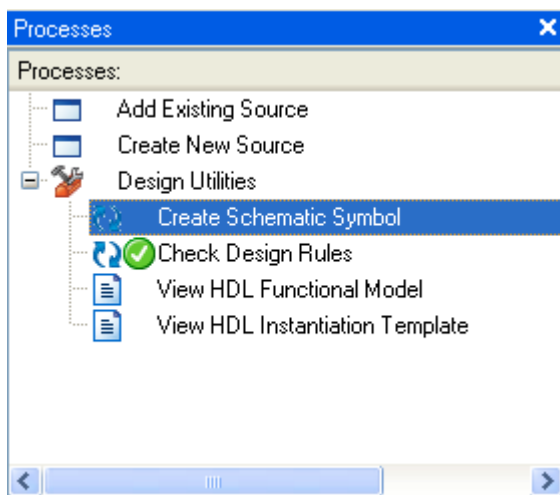 Processes
Processes:
Add Existing Source
Create New Source
Design Utilities
Create Schematic Symbol
Check Design Rules
View HDL Functional Model
View HDL Instantiation Template